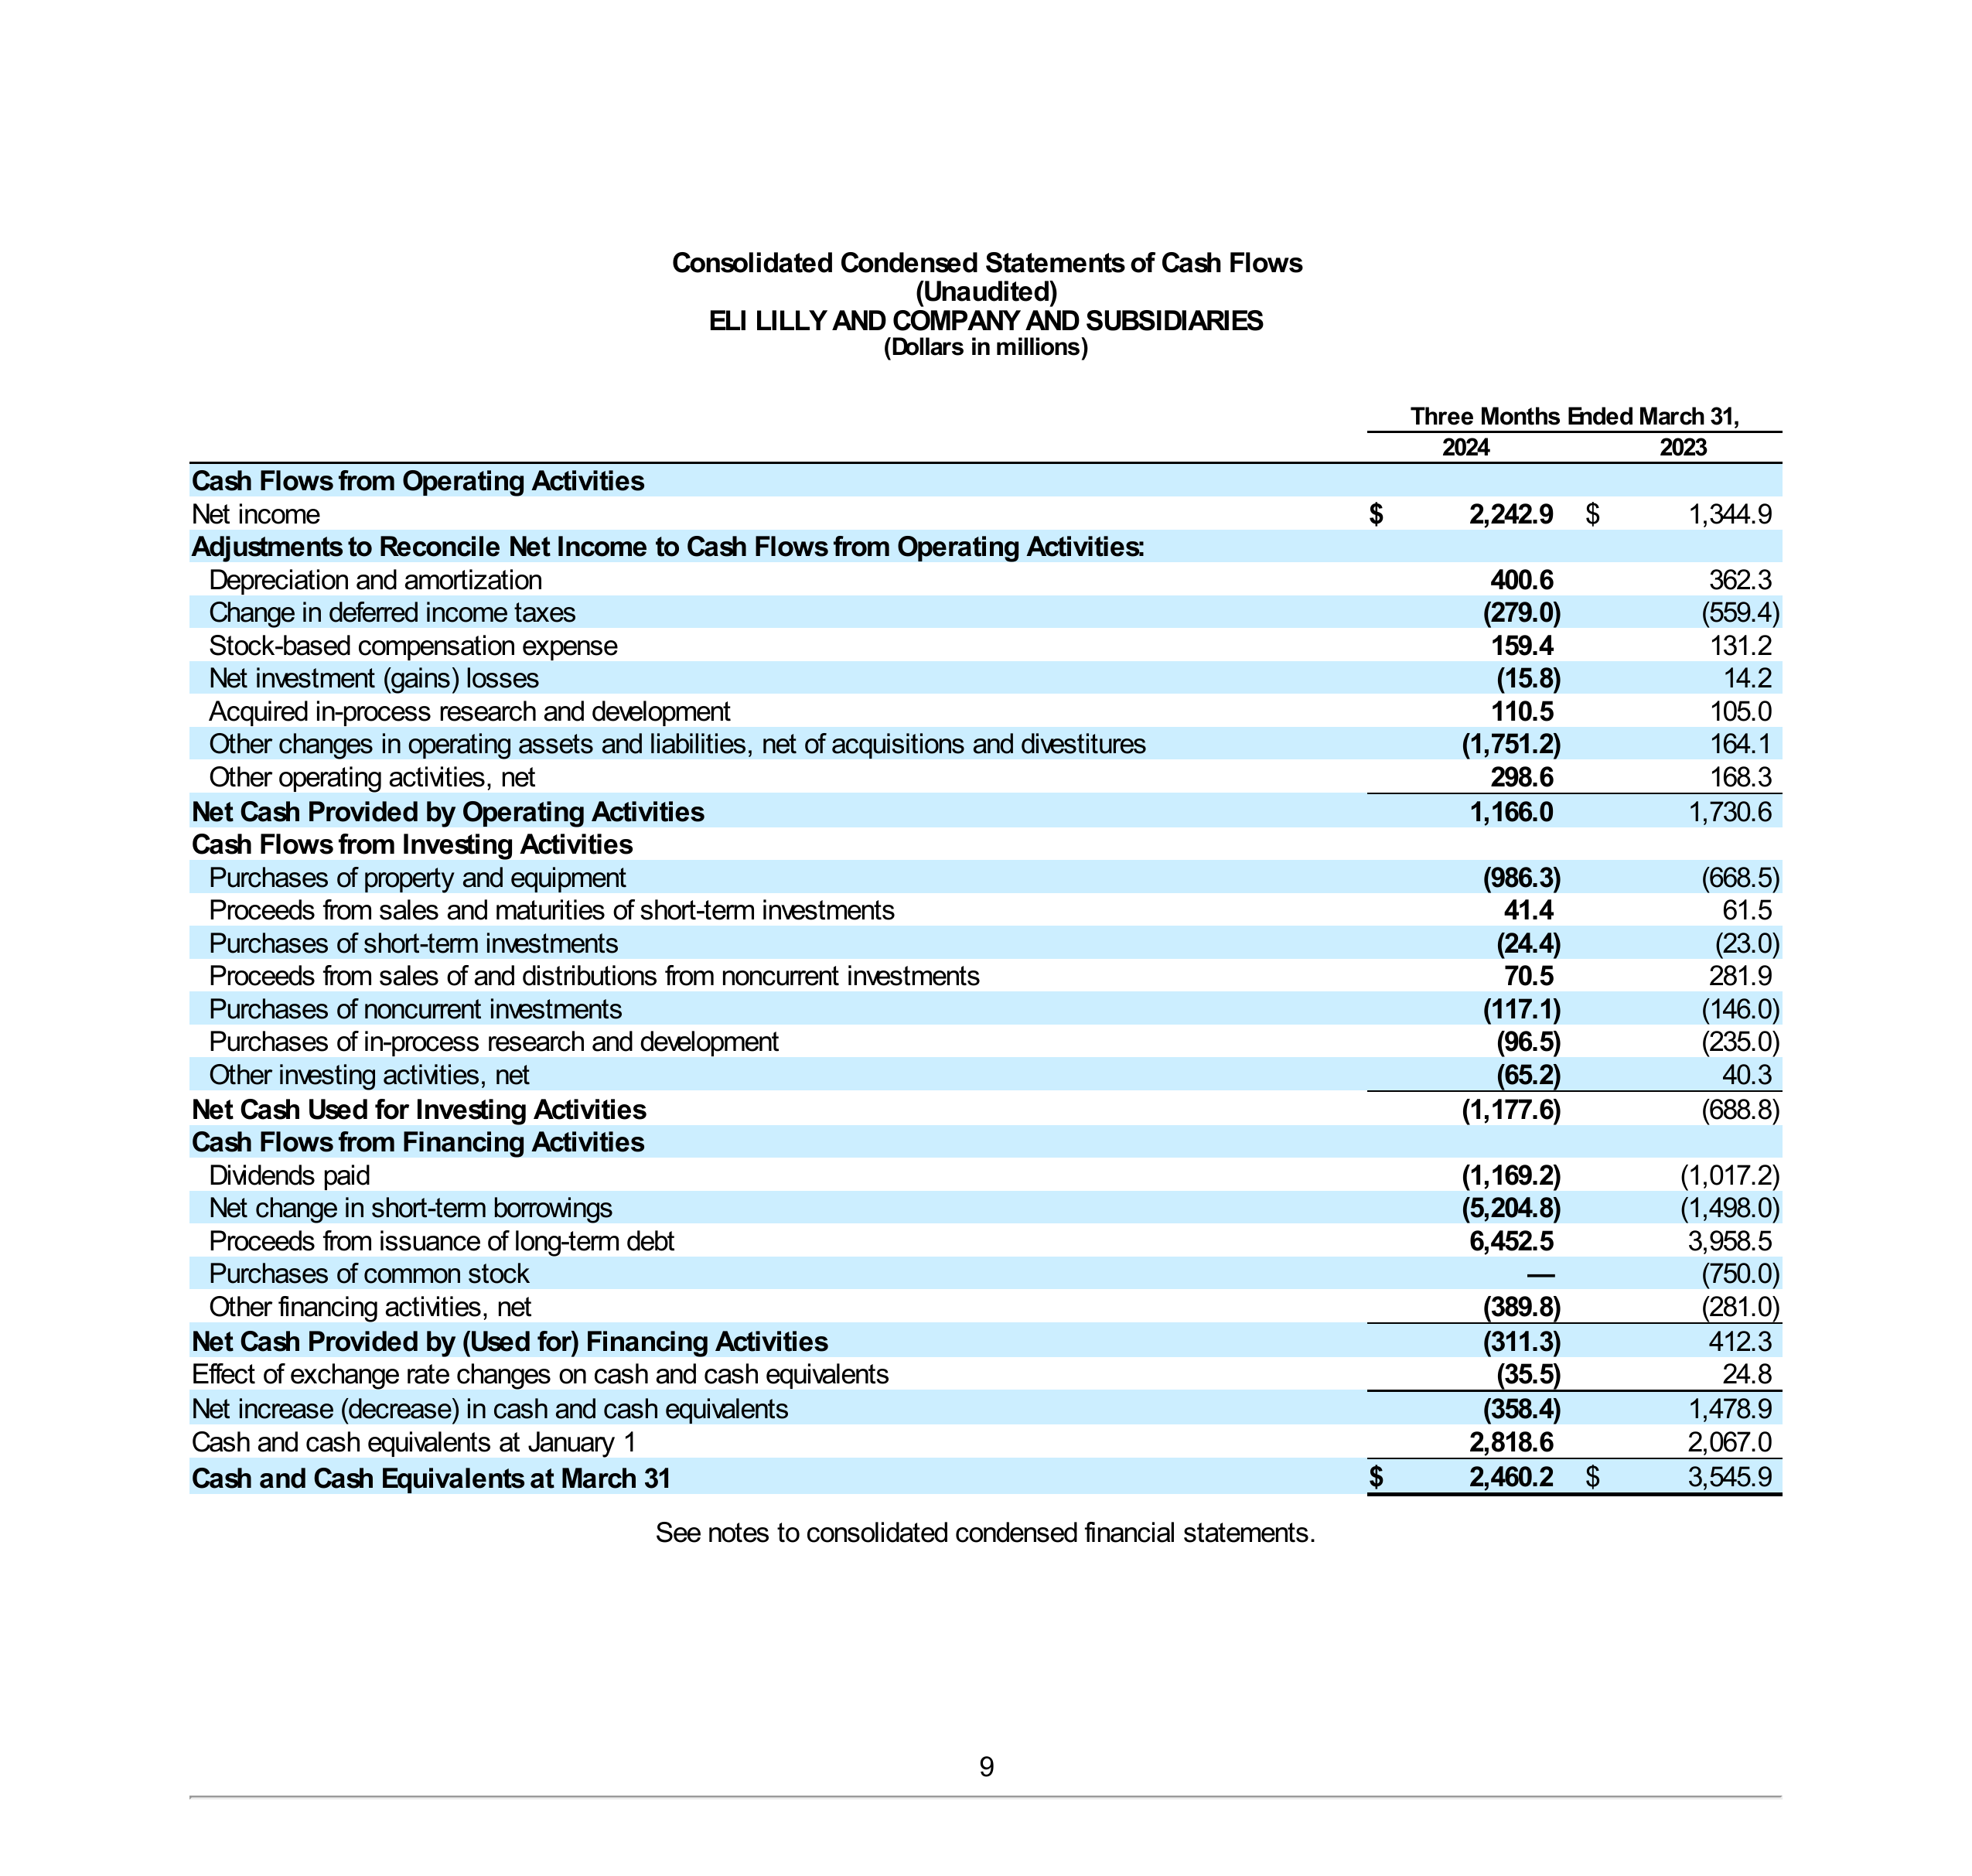 Consolidated Condensed Statements of Cash Flows
(Unaudited)
ELI LILLY AND COMPANY AND SUBSIDIARIES
(Dollars in millions)
Three Months Ended March 31,
2024 2023
Cash Flows from Operating Activities
Net income $ 2,242.9 $ 1,344.9
Adjustments to Reconcile Net Income to Cash Flows from Operating Activities:
Depreciation and amortization 400.6 362.3
Change in deferred income taxes (279.0) (559.4)
Stock-based compensation expense 159.4 131.2
Net investment (gains) losses (15.8) 14.2
Acquired in-process research and development 110.5 105.0
Other changes in operating assets and liabilities, net of acquisitions and divestitures (1,751.2) 164.1
Other operating activities, net 298.6 168.3
Net Cash Provided by Operating Activities 1,166.0 1,730.6
Cash Flows from Investing Activities
Purchases of property and equipment (986.3) (668.5)
Proceeds from sales and maturities of short-term investments 41.4 61.5
Purchases of short-term investments (24.4) (23.0)
Proceeds from sales of and distributions from noncurrent investments 70.5 281.9
Purchases of noncurrent investments (117.1) (146.0)
Purchases of in-process research and development (96.5) (235.0)
Other investing activities, net (65.2) 40.3
Net Cash Used for Investing Activities (1,177.6) (688.8)
Cash Flows from Financing Activities
Dividends paid (1,169.2) (1,017.2)
Net change in short-term borrowings (5,204.8) (1,498.0)
Proceeds from issuance of long-term debt 6,452.5 3,958.5
Purchases of common stock — (750.0)
Other financing activities, net (389.8) (281.0)
Net Cash Provided by (Used for) Financing Activities (311.3) 412.3
Effect of exchange rate changes on cash and cash equivalents (35.5) 24.8
Net increase (decrease) in cash and cash equivalents (358.4) 1,478.9
Cash and cash equivalents at January 1 2,818.6 2,067.0
Cash and Cash Equivalents at March 31 $ 2,460.2 $ 3,545.9
See notes to consolidated condensed financial statements.
9